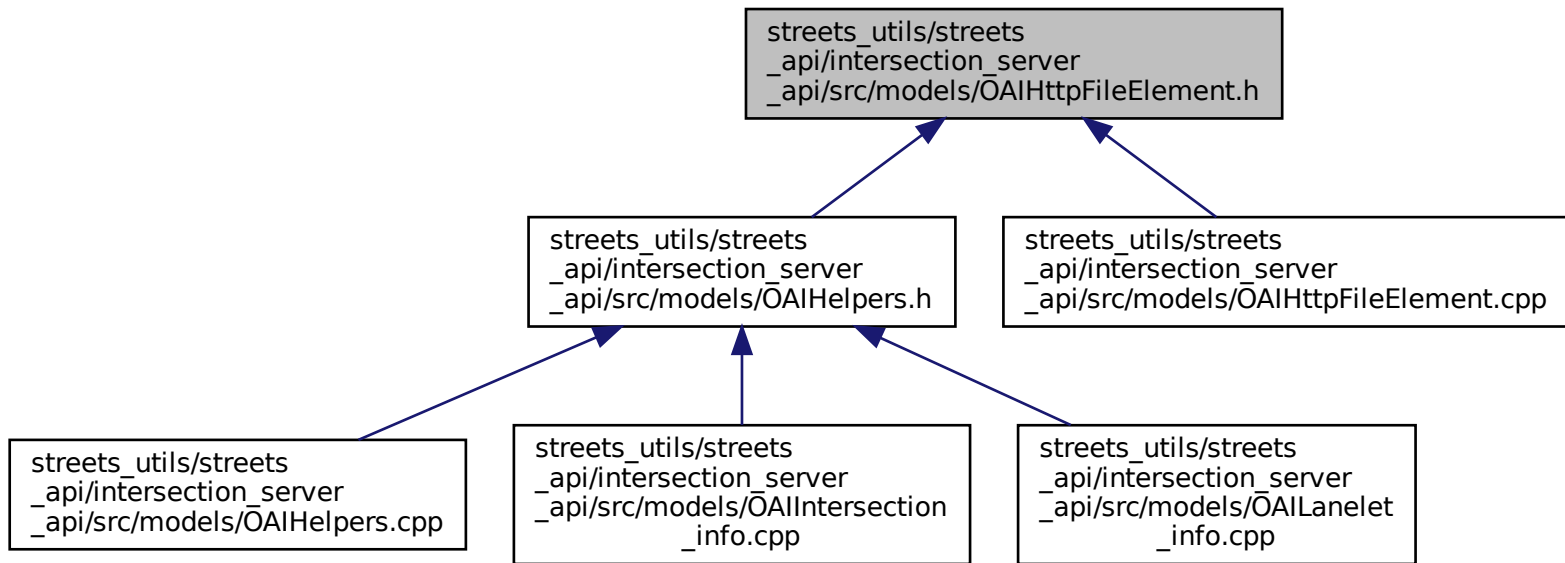 streets_utils/streets
_api/intersection_server
_api/src/models/OAIHttpFileElement.h
streets_utils/streets
_api/intersection_server
_api/src/models/OAIHelpers.h
streets_utils/streets
_api/intersection_server
_api/src/models/OAIHttpFileElement.cpp
streets_utils/streets
_api/intersection_server
_api/src/models/OAIHelpers.cpp
streets_utils/streets
_api/intersection_server
_api/src/models/OAIIntersection
_info.cpp
streets_utils/streets
_api/intersection_server
_api/src/models/OAILanelet
_info.cpp